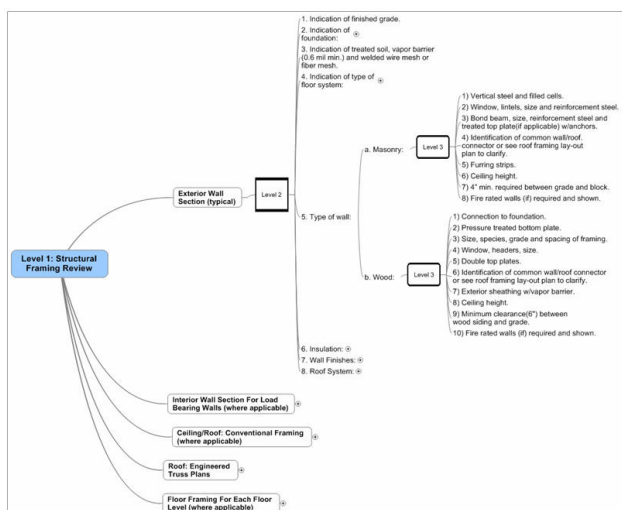 Level 1: Structural
Framing Review
Exterior Wall
Section (typical)
Level 2
1. Indication of finished grade.
2. Indication of
foundation:
3. Indication of treated soil, vapor barrier
(0.6 mil min.) and welded wire mesh or
fiber mesh.
4. Indication of type of
floor system:
5. Type of wall:
a. Masonry:
Level 3
1) Vertical steel and filled cells.
2) Window, lintels, size and reinforcement steel.
3) Bond beam, size, reinforcement steel and
treated top plate(if applicable) w/anchors.
4) Identification of common wall/roof.
connector or see roof framing lay-out
plan to clarify.
5) Furring strips.
6) Ceiling height.
7) 4" min. required between grade and block.
8) Fire rated walls (if) required and shown.
b. Wood:
Level 3
1) Connection to foundation.
2) Pressure treated bottom plate.
3) Size, species, grade and spacing of framing.
4) Window, headers, size.
5) Double top plates.
6) Identification of common wall/roof connector
or see roof framing lay-out plan to clarify.
7) Exterior sheathing w/vapor barrier.
8) Ceiling height.
9) Minimum clearance(6") between
wood siding and grade.
10) Fire rated walls (if) required and shown.
6. Insulation:
7. Wall Finishes:
8. Roof System:
Interior Wall Section For Load
Bearing Walls (where applicable)
Ceiling/Roof: Conventional Framing
(where applicable)
Roof: Engineered
Truss Plans
Floor Framing For Each Floor
Level (where applicable)